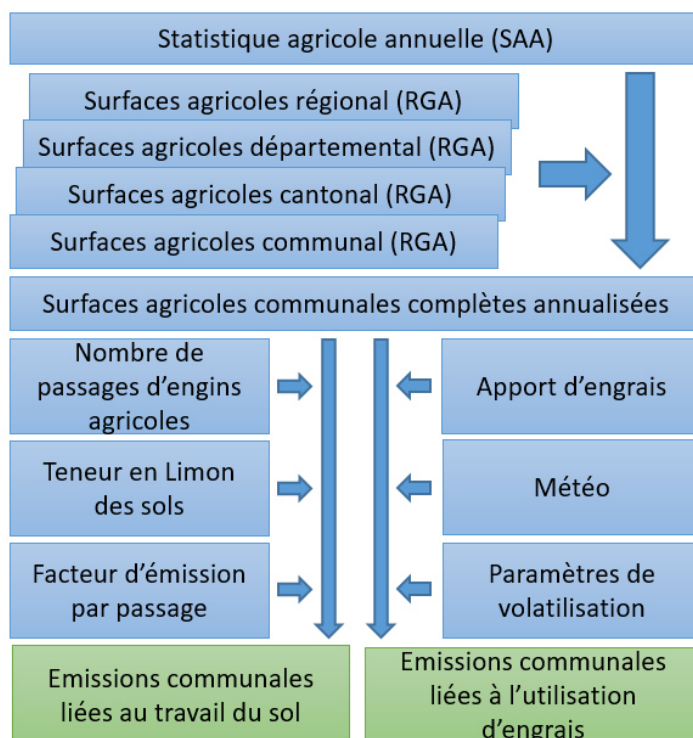 Statistique agricole annuelle (SAA)
Surfaces agricoles régional (RGA)
Surfaces agricoles départemental (RGA)
Surfaces agricoles cantonal (RGA)
Surfaces agricoles communal (RGA)
Surfaces agricoles communales complètes annualisées
Nombre de
passages d'engins
agricoles
Apport d'engrais
Teneur en Limon
des sols
Météo
Facteur d'émission
par passage
Paramètres de
volatilisation
Emissions communales
liées au travail du sol
Emissions communales
liées à l'utilisation
d'engrais